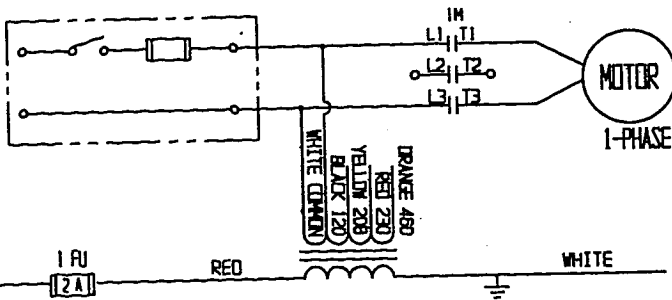 1M
L1 T1
L2 T2
L3 T3
MOTOR
1-PHASE
WHITE COMMON
BLACK 120
YELLOW 208
RED 230
ORANGE 460
1 FU
2 A
RED
WHITE